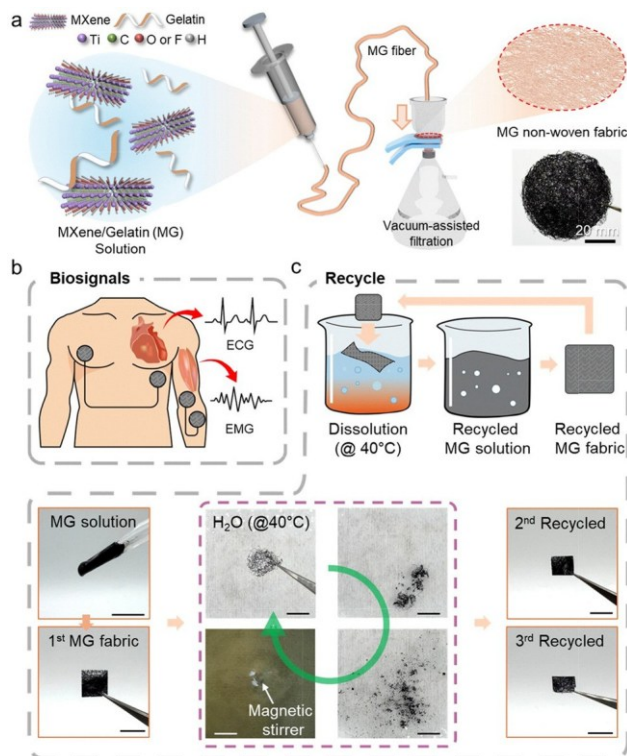 a
MXene
Gelatin
Ti
C
O or F
H
MXene/Gelatin (MG)
Solution
MG fiber
Vacuum-assisted
filtration
MG non-woven fabric
20 mm
b
Biosignals
ECG
EMG
c
Recycle
Dissolution
(@ 40°C)
Recycled
MG solution
Recycled
MG fabric
MG solution
1st MG fabric
H₂O (@40°C)
Magnetic
stirrer
2nd Recycled
3rd Recycled